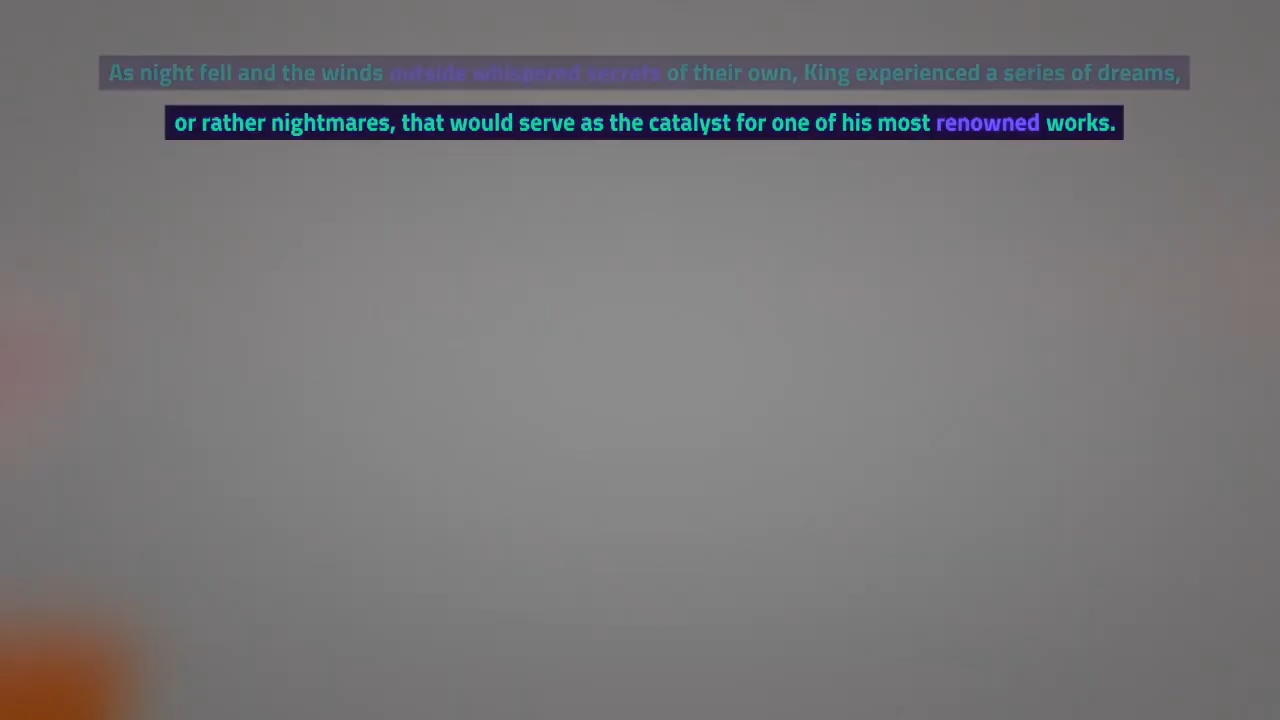 As night fell and the winds outside whispered secrets of their own, King experienced a series of dreams,
or rather nightmares, that would serve as the catalyst for one of his most renowned works.